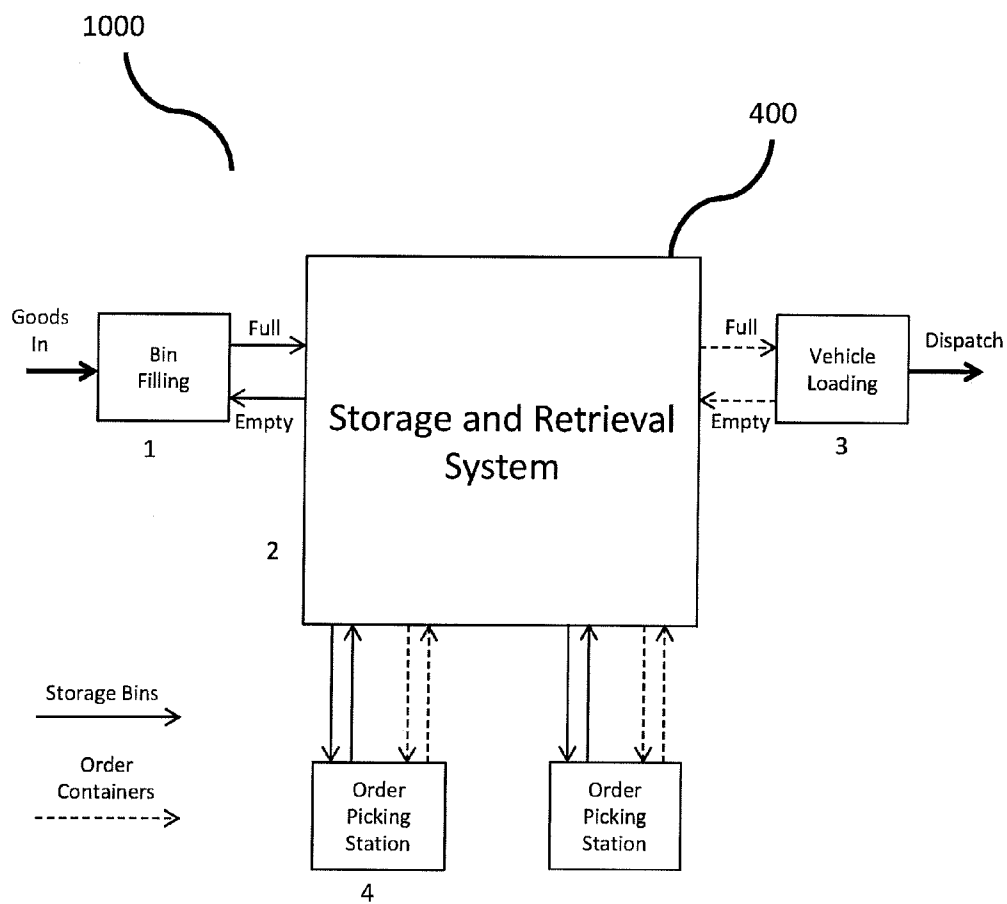 1000
400
Goods
In
Bin
Filling
1
Full
Empty
Storage and Retrieval
System
2
Full
Empty
Vehicle
Loading
3
Dispatch
Storage Bins
Order
Containers
Order
Picking
Station
4
Order
Picking
Station